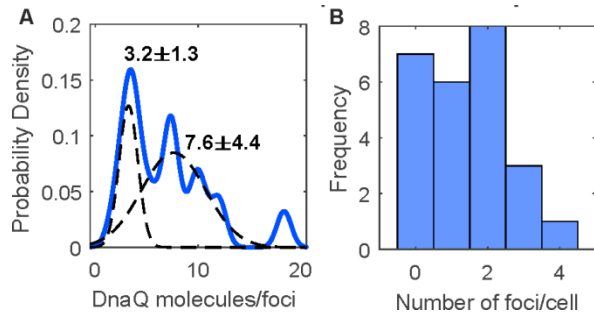 A
B
0.2
0.15
0.1
0.05
0
3.2±1.3
7.6±4.4
Probability Density
0 10 20
DnaQ molecules/foci
8
6
4
2
0
Frequency
0 2 4
Number of foci/cell